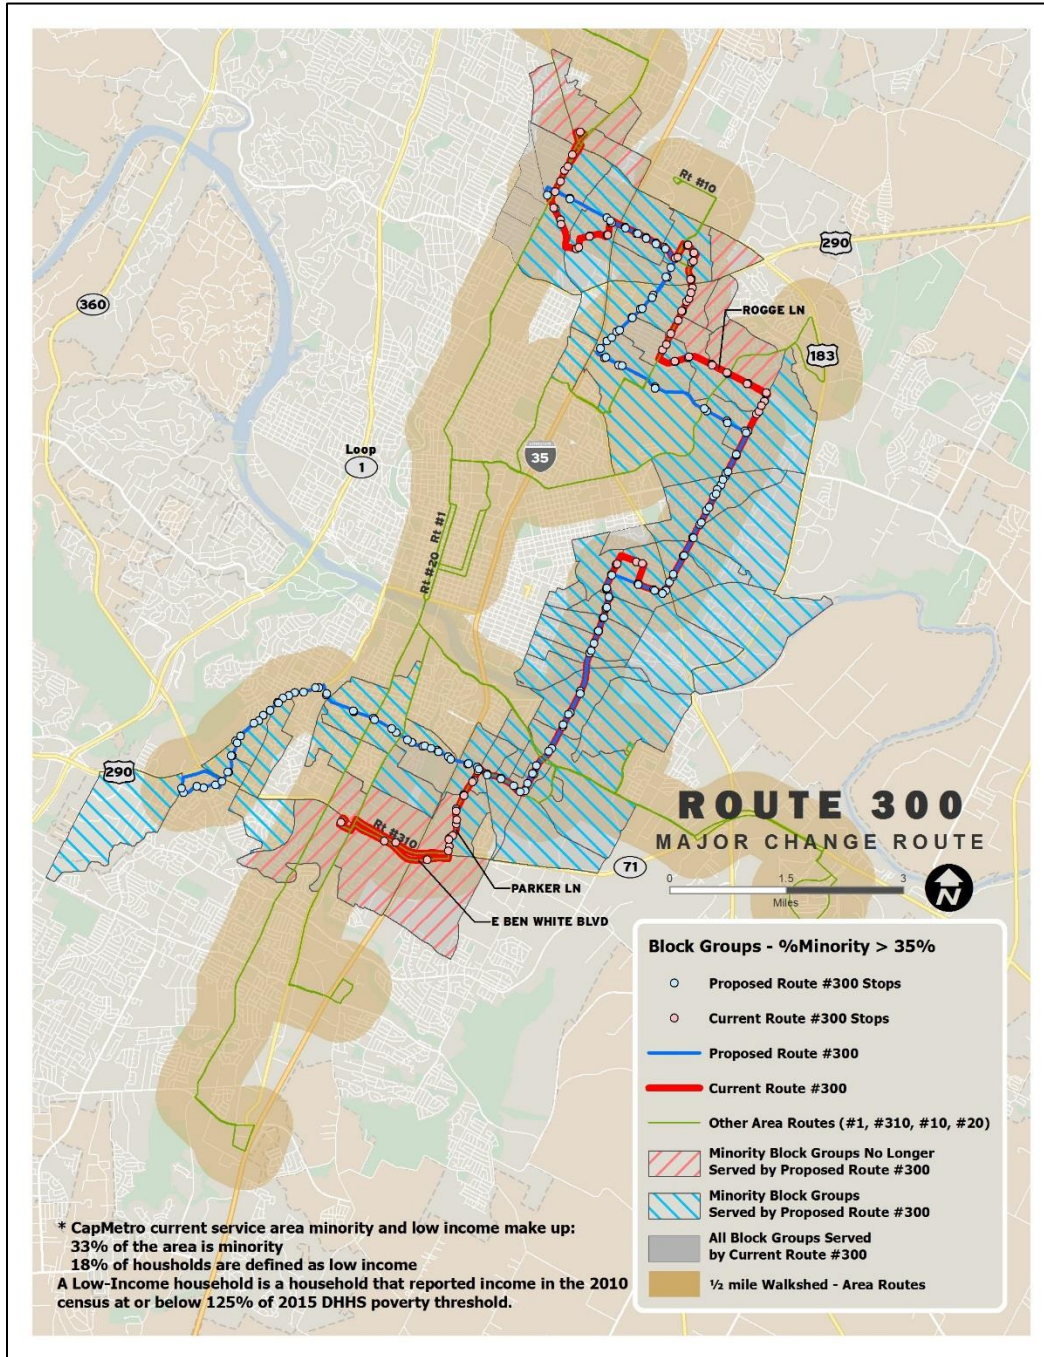 Rt #10
290
360
ROGGE LN
183
Loop
1
35
Rt #20 Rt #1
290
ROUTE 300
MAJOR CHANGE ROUTE
Rt #310
71
0 1.5 3
Miles
N
PARKER LN
E BEN WHITE BLVD
Block Groups - %Minority > 35%
Proposed Route #300 Stops
Current Route #300 Stops
Proposed Route #300
Current Route #300
Other Area Routes (#1, #310, #10, #20)
Minority Block Groups No Longer
Served by Proposed Route #300
Minority Block Groups
Served by Proposed Route #300
All Block Groups Served
by Current Route #300
½ mile Walkshed - Area Routes
* CapMetro current service area minority and low income make up:
33% of the area is minority
18% of housholds are defined as low income
A Low-Income household is a household that reported income in the 2010
census at or below 125% of 2015 DHHS poverty threshold.